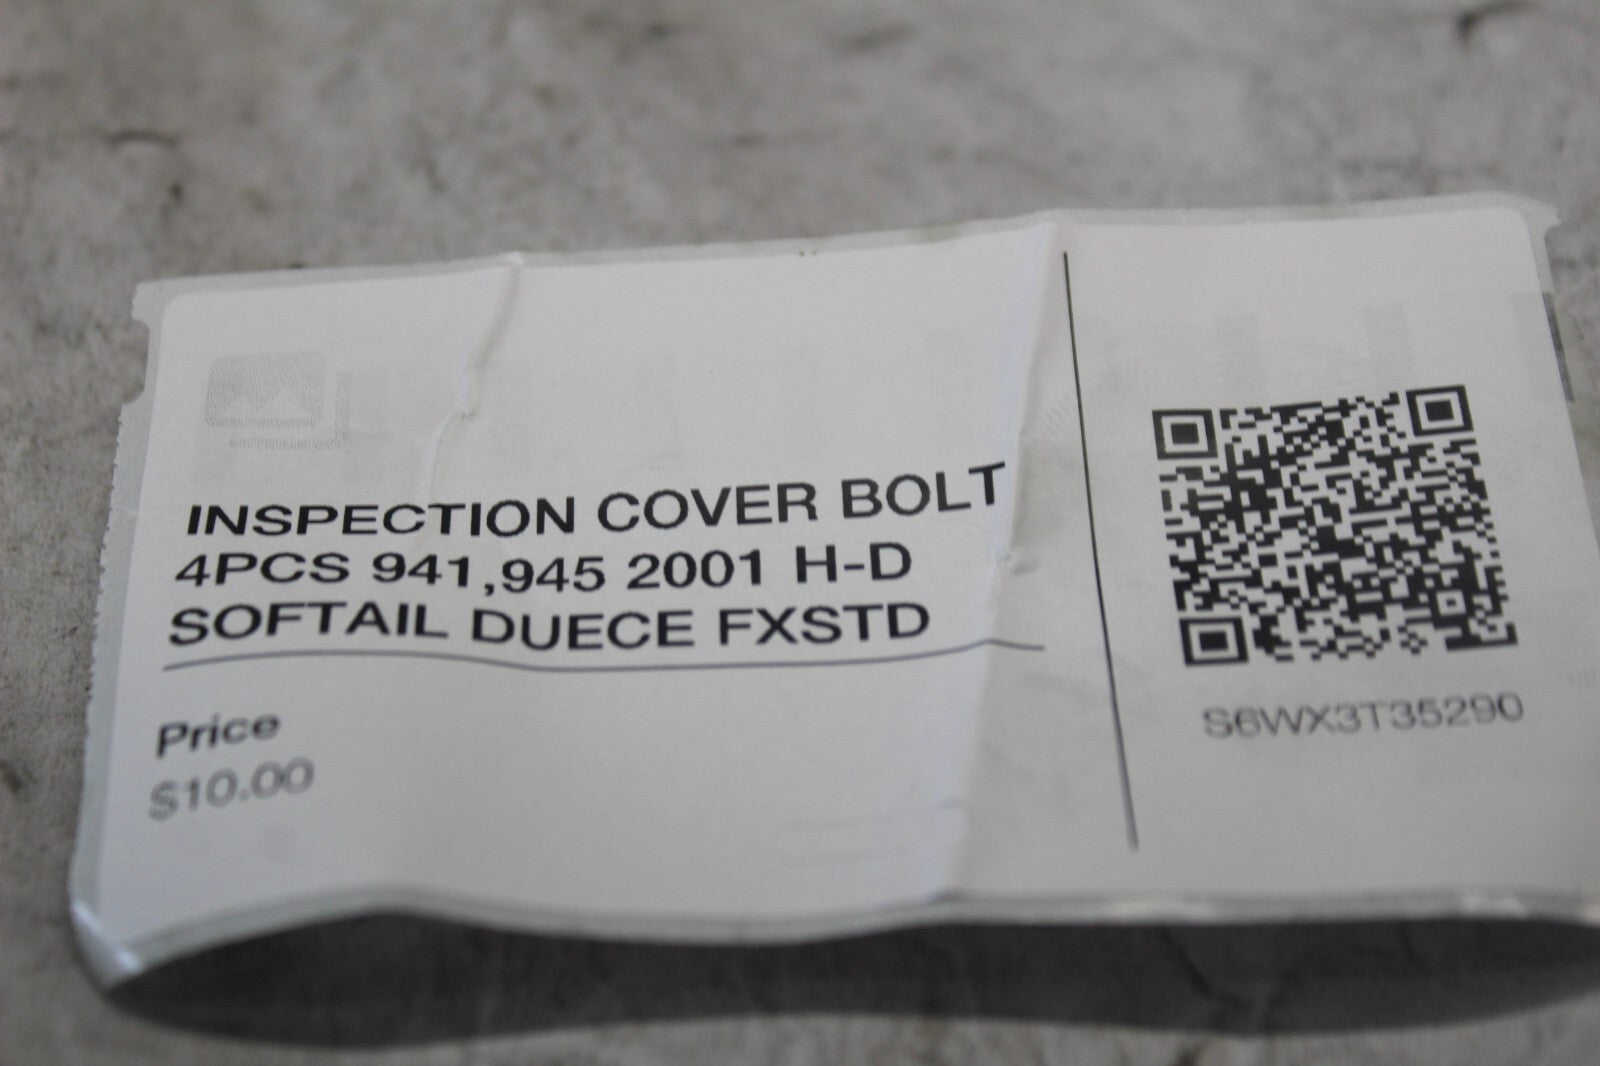 INSPECTION COVER BOLT
4PCS 941,945 2001 H-D
SOFTAIL DUECE FXSTD
Price
$10.00
S6WX3T35290